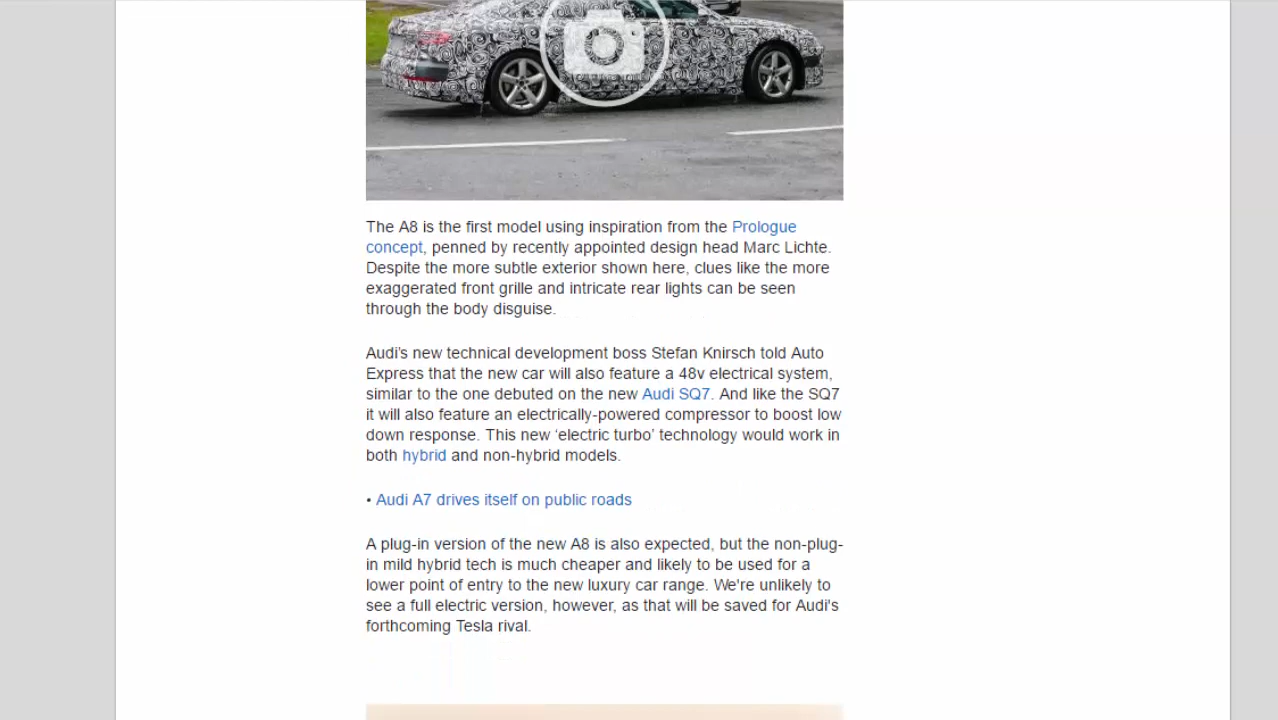 The A8 is the first model using inspiration from the Prologue
concept, penned by recently appointed design head Marc Lichte.
Despite the more subtle exterior shown here, clues like the more
exaggerated front grille and intricate rear lights can be seen
through the body disguise.
Audi’s new technical development boss Stefan Knirsch told Auto
Express that the new car will also feature a 48v electrical system,
similar to the one debuted on the new Audi SQ7. And like the SQ7
it will also feature an electrically-powered compressor to boost low
down response. This new ‘electric turbo’ technology would work in
both hybrid and non-hybrid models.
• Audi A7 drives itself on public roads
A plug-in version of the new A8 is also expected, but the non-plug-
in mild hybrid tech is much cheaper and likely to be used for a
lower point of entry to the new luxury car range. We're unlikely to
see a full electric version, however, as that will be saved for Audi's
forthcoming Tesla rival.